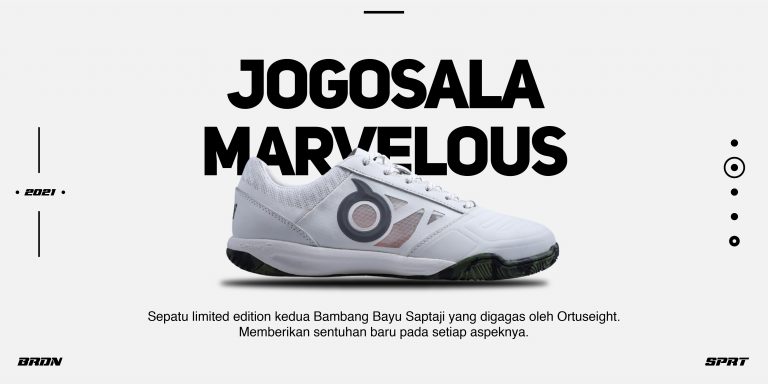 JOGOSALA
MARVELOUS
2021
Sepatu limited edition kedua Bambang Bayu Saptaji yang digagas oleh Ortuseight.
Memberikan sentuhan baru pada setiap aspeknya.
BRDN
SPRT